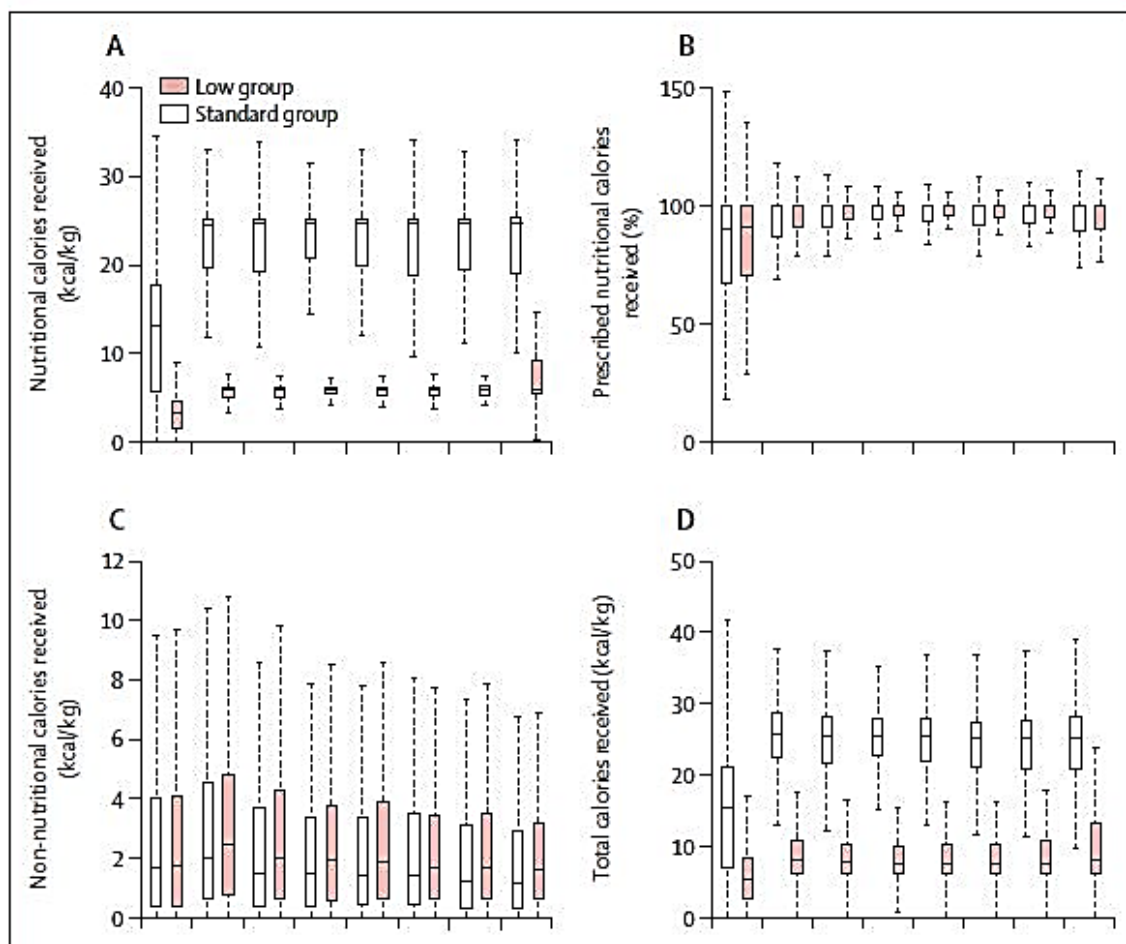 A
Nutritional calories received
(kcal/kg)
40
30
20
10
0
Low group
Standard group
B
Prescribed nutritional calories
received (%)
150
100
50
0
C
Non-nutritional calories received
(kcal/kg)
12
10
8
6
4
2
0
D
Total calories received (kcal/kg)
50
40
30
20
10
0